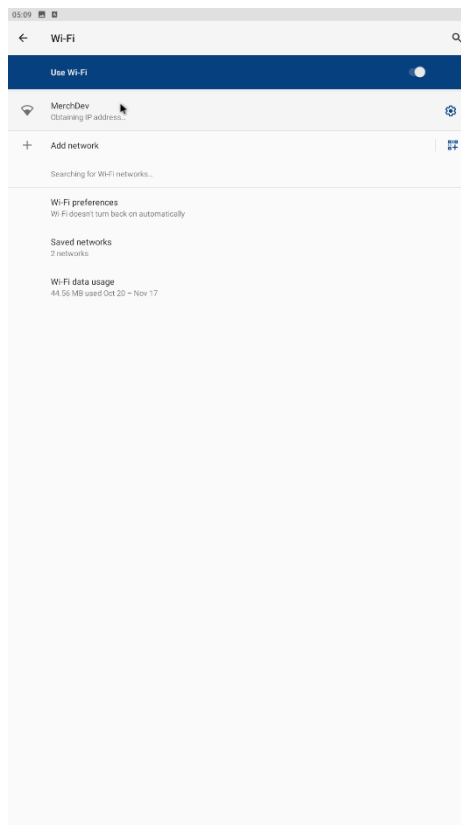 05:09
Wi-Fi
Use Wi-Fi
MerchDev
Obtaining IP address…
Add network
Searching for Wi-Fi networks…
Wi-Fi preferences
Wi-Fi doesn't turn back on automatically
Saved networks
2 networks
Wi-Fi data usage
44.56 MB used Oct 20 – Nov 17